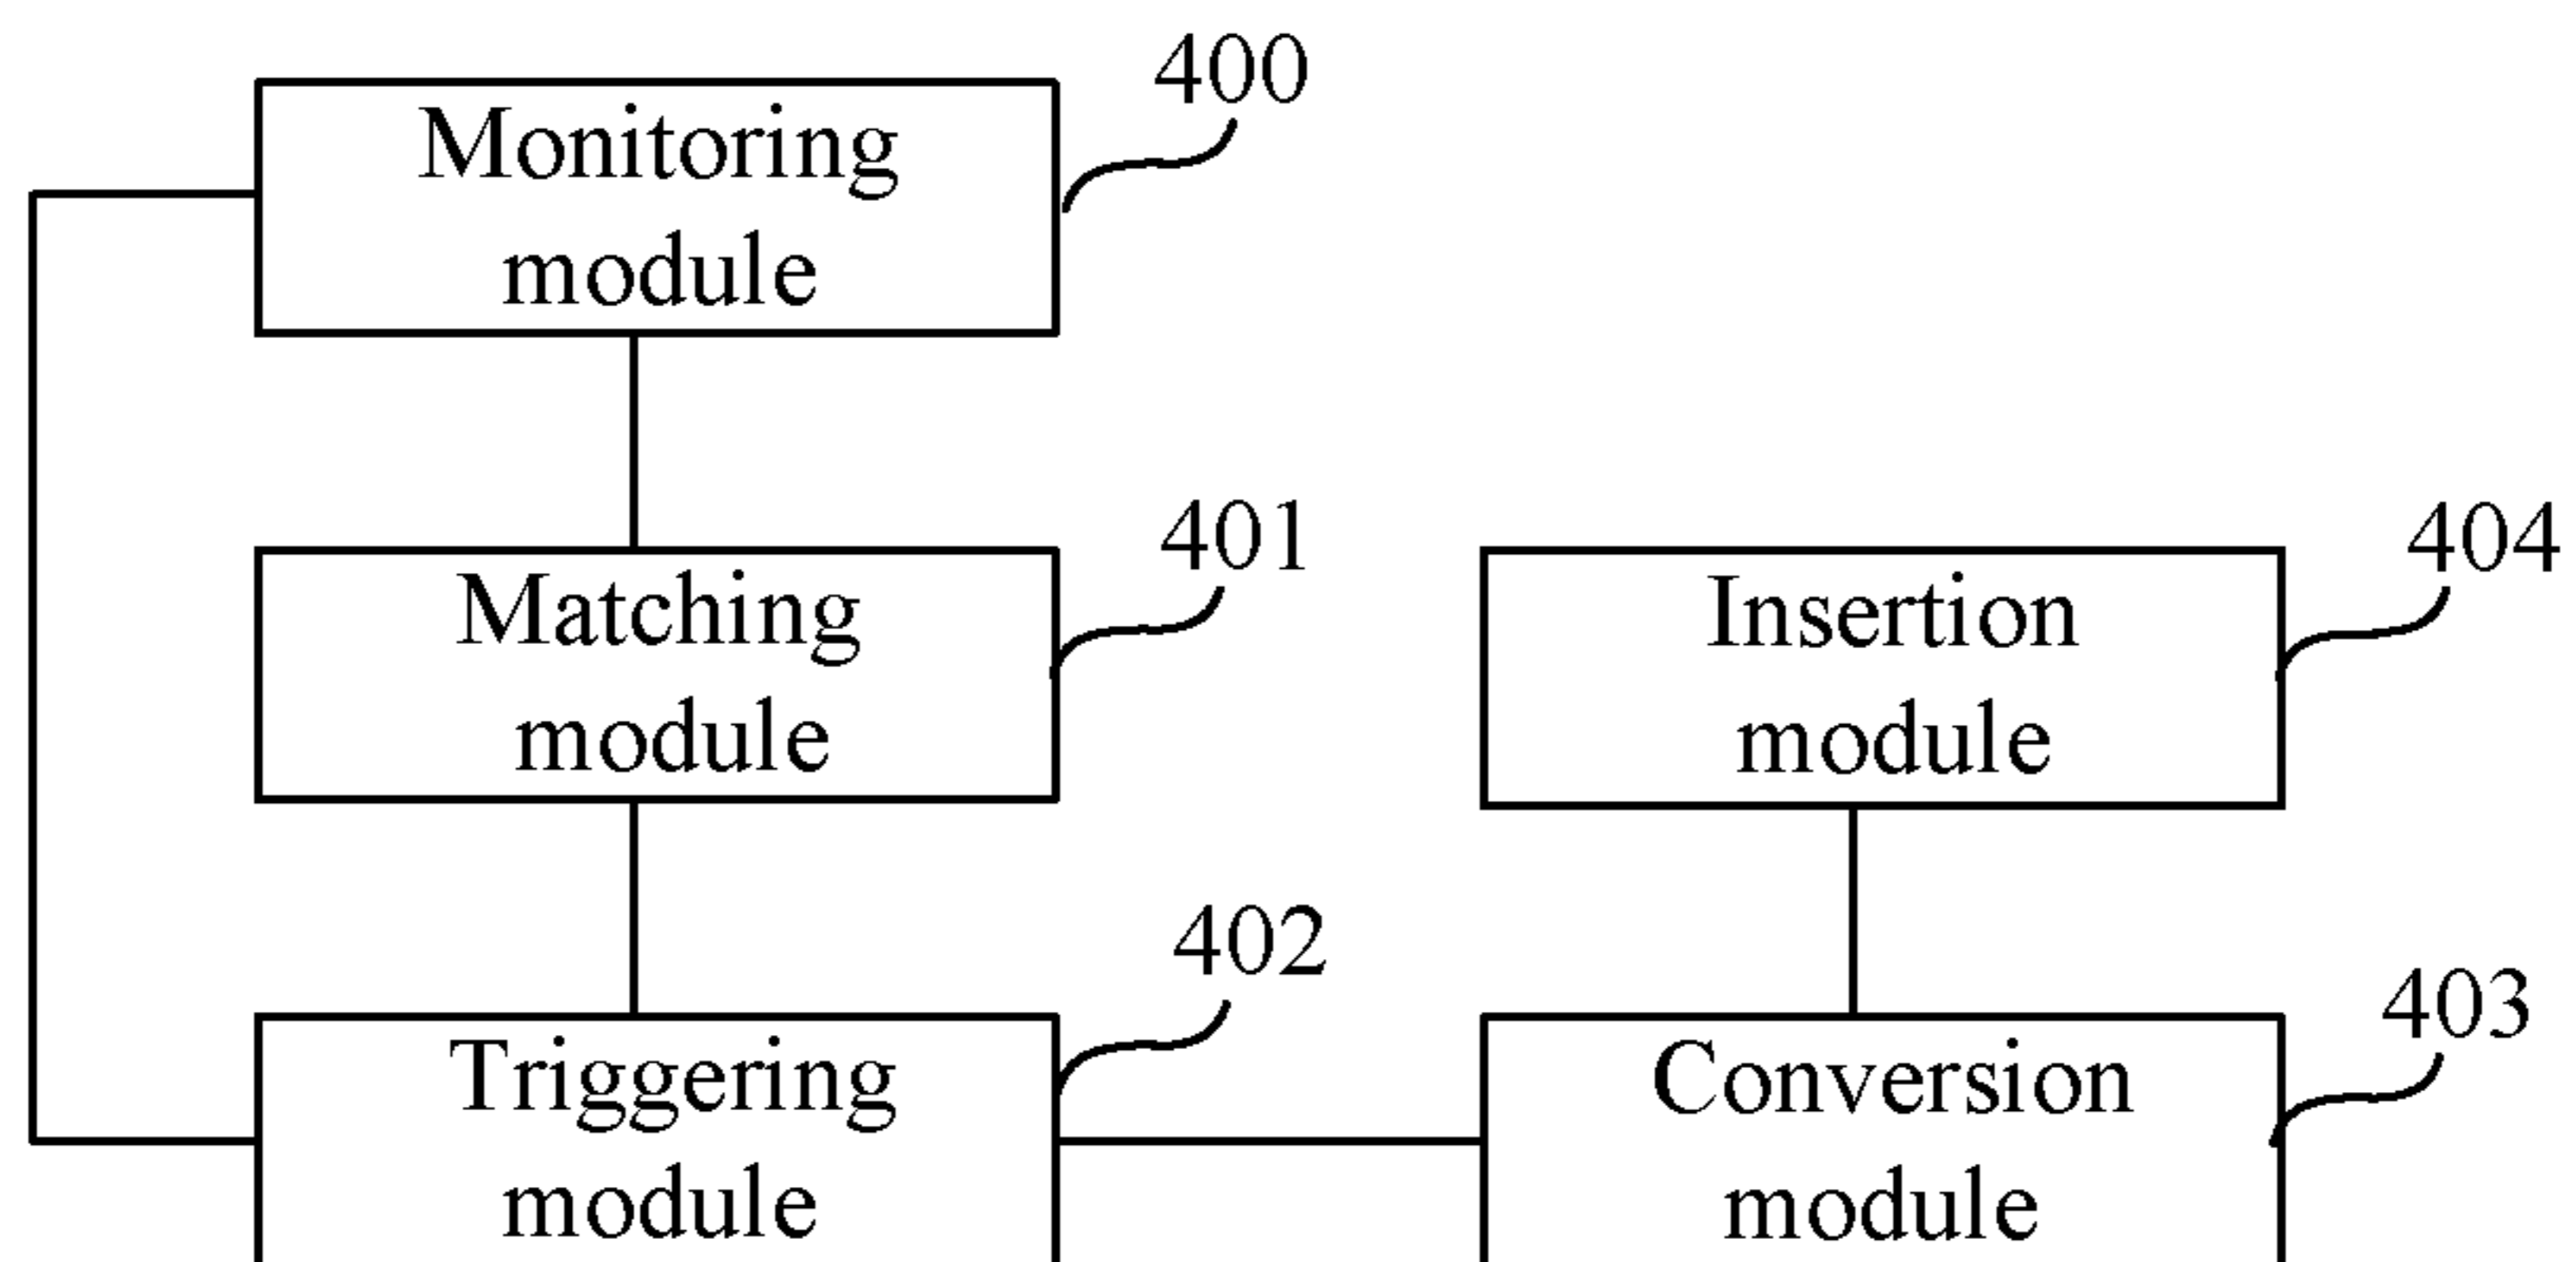 400
Monitoring
module
401
Matching
module
404
Insertion
module
402
Triggering
module
403
Conversion
module